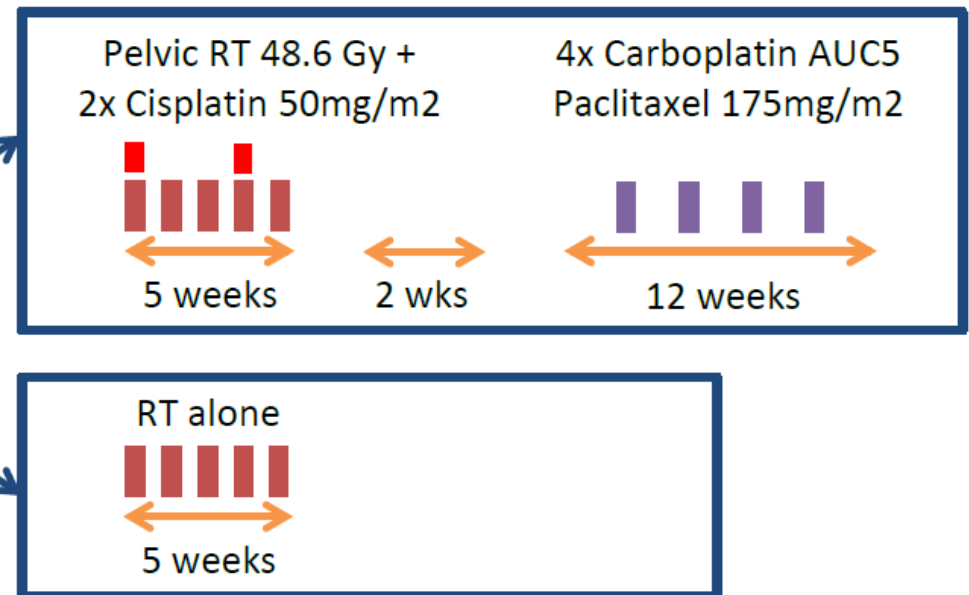 Pelvic RT 48.6 Gy +
2x Cisplatin 50mg/m2
4x Carboplatin AUC5
Paclitaxel 175mg/m2
5 weeks
2 wks
12 weeks
RT alone
5 weeks